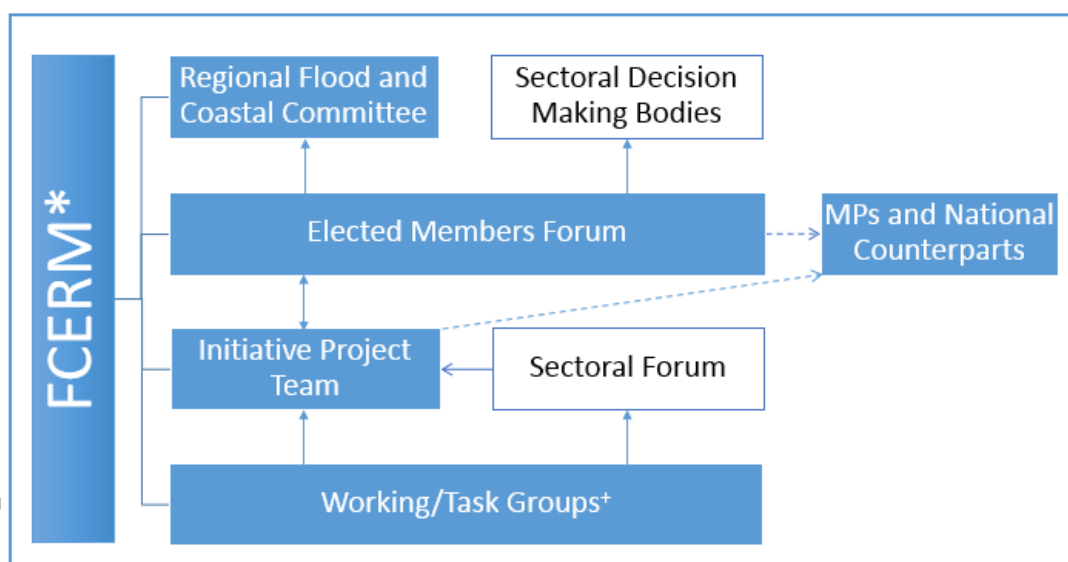 FCERM*
Regional Flood and
Coastal Committee
Sectoral Decision
Making Bodies
Elected Members Forum
MPs and National
Counterparts
Initiative Project
Team
Sectoral Forum
Working/Task Groups⁺